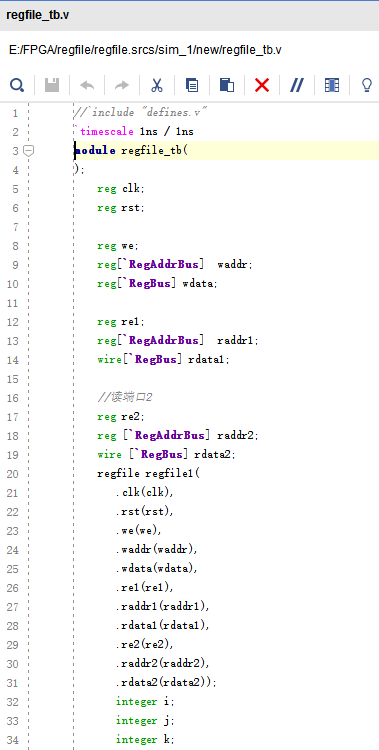 regfile_tb.v
E:/FPGA/regfile/regfile.srcs/sim_1/new/regfile_tb.v
1 //`include "defines.v"
2 `timescale 1ns / 1ns
3 module regfile_tb(
4 );
5 reg clk;
6 reg rst;
7
8 reg we;
9 reg[`RegAddrBus] waddr;
10 reg[`RegBus] wdata;
11
12 reg re1;
13 reg[`RegAddrBus] raddr1;
14 wire[`RegBus] rdata1;
15
16 //读端口2
17 reg re2;
18 reg [`RegAddrBus] raddr2;
19 wire [`RegBus] rdata2;
20 regfile regfile1(
21 .clk(clk),
22 .rst(rst),
23 .we(we),
24 .waddr(waddr),
25 .wdata(wdata),
26 .re1(re1),
27 .raddr1(raddr1),
28 .rdata1(rdata1),
29 .re2(re2),
30 .raddr2(raddr2),
31 .rdata2(rdata2));
32 integer i;
33 integer j;
34 integer k;